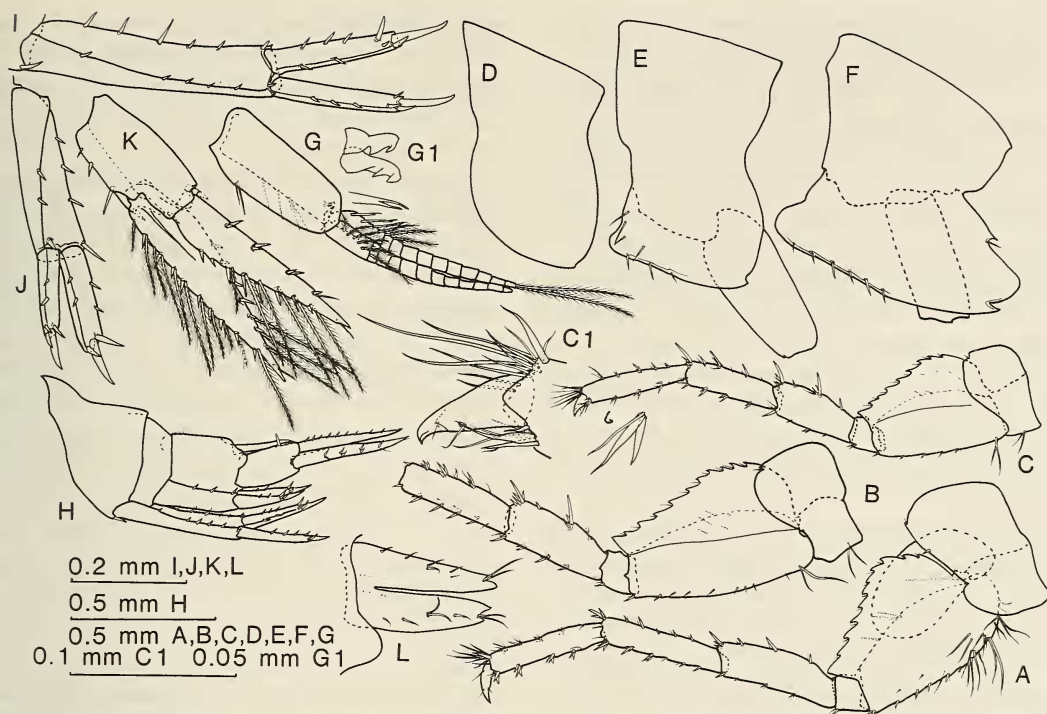 I
D
E
F
K
G
G1
J
C1
C
B
H
A
L
0.2 mm I,J,K,L
0.5 mm H
0.5 mm A,B,C,D,E,F,G
0.1 mm C1 0.05 mm G1